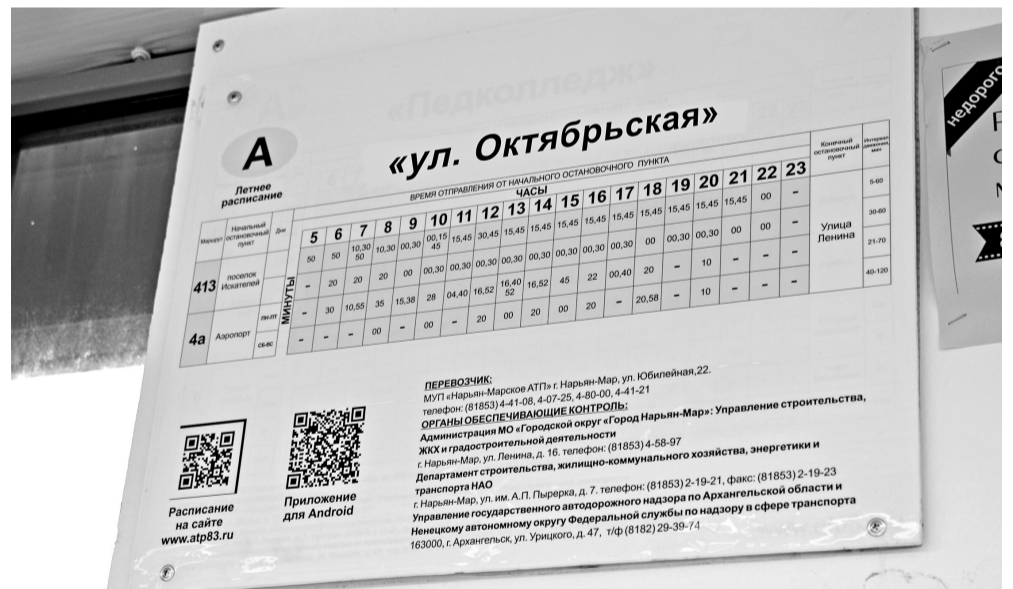 А
Летнее
расписание
«ул. Октябрьская»
ВРЕМЯ ОТПРАВЛЕНИЯ ОТ НАЧАЛЬНОГО ОСТАНОВОЧНОГО ПУНКТА
ЧАСЫ
Маршрут Начальный остановочный пункт Дни 5 6 7 8 9 10 11 12 13 14 15 16 17 18 19 20 21 22 23 Конечный остановочный пункт Интервал движения, мин
МИНУТЫ
413 поселок Искателей 50 50 10,30 50 10,30 00,30 00,15 45 15,45 30,45 15,45 15,45 15,45 15,45 15,45 15,45 15,45 15,45 15,45 00 - 5-60
- 20 20 20 00 00,30 00,30 00,30 00,30 00,30 00,30 00,30 00,30 00 00,30 00,30 00 00 - 30-60
4а Аэропорт пн-пт - 30 10,55 35 15,38 28 04,40 16,52 16,40 52 16,52 45 22 00,40 20 - 10 - - - 21-70
сб-вс - - - 00 - 00 - 20 00 20 00 20 - 20,58 - 10 - - - 40-120
Улица
Ленина
ПЕРЕВОЗЧИК:
МУП «Нарьян-Марское АТП» г. Нарьян-Мар, ул. Юбилейная,22.
телефон: (81853) 4-41-08, 4-07-25, 4-80-00, 4-41-21
ОРГАНЫ ОБЕСПЕЧИВАЮЩИЕ КОНТРОЛЬ:
Администрация МО «Городской округ «Город Нарьян-Мар»: Управление строительства,
ЖКХ и градостроительной деятельности
г. Нарьян-Мар, ул. Ленина, д. 16. телефон: (81853) 4-58-97
Департамент строительства, жилищно-коммунального хозяйства, энергетики и
транспорта НАО
г. Нарьян-Мар, ул. им. А.П. Пырерка, д. 7. телефон: (81853) 2-19-21, факс: (81853) 2-19-23
Управление государственного автодорожного надзора по Архангельской области и
Ненецкому автономному округу Федеральной службы по надзору в сфере транспорта
163000, г. Архангельск, ул. Урицкого, д. 47, т/ф (8182) 29-39-74
Расписание
на сайте
www.atp83.ru
Приложение
для Android
«Педколледж»
недорого